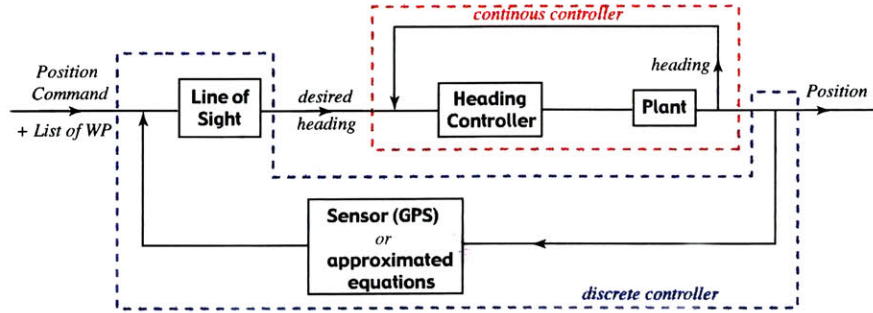 continous controller
Position
Command
+ List of WP
Line of
Sight
desired
heading
Heading
Controller
Plant
heading
Position
Sensor (GPS)
or
approximated
equations
discrete controller